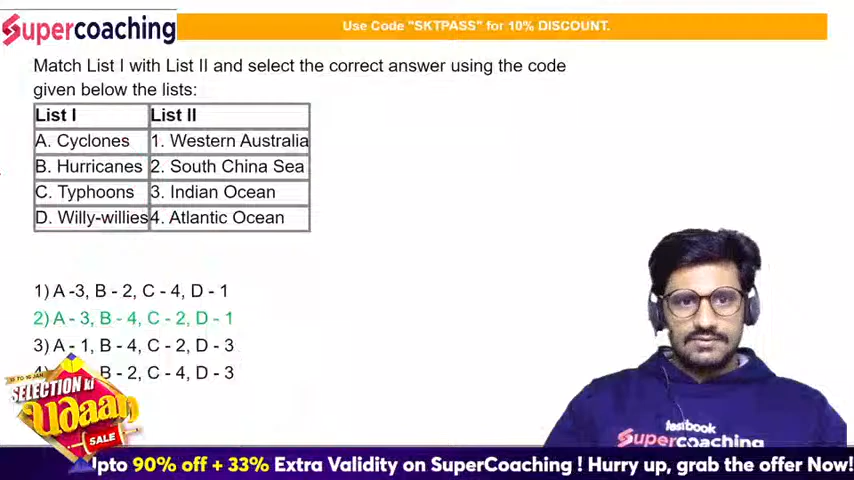 Supercoaching
Use Code "SKTPASS" for 10% DISCOUNT.
Match List I with List II and select the correct answer using the code
given below the lists:
List I List II
A. Cyclones 1. Western Australia
B. Hurricanes 2. South China Sea
C. Typhoons 3. Indian Ocean
D. Willy-willies 4. Atlantic Ocean
1) A -3, B - 2, C - 4, D - 1
2) A - 3, B - 4, C - 2, D - 1
3) A - 1, B - 4, C - 2, D - 3
B - 2, C - 4, D - 3
SELECTION ki
UDAAN
SALE
testbook
Supercoaching
Upto 90% off + 33% Extra Validity on SuperCoaching ! Hurry up, grab the offer Now!